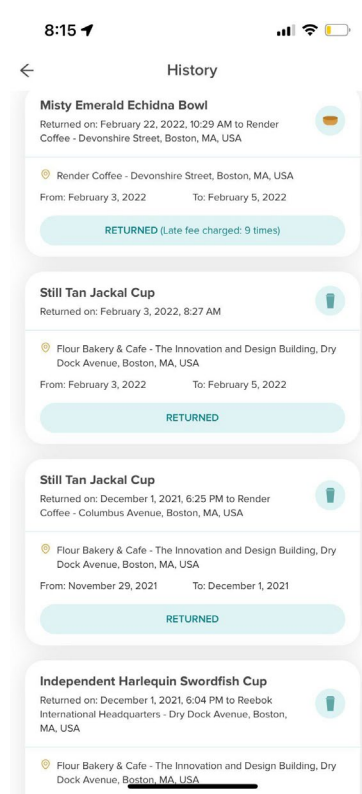 8:15
History
Misty Emerald Echidna Bowl
Returned on: February 22, 2022, 10:29 AM to Render
Coffee - Devonshire Street, Boston, MA, USA
Render Coffee - Devonshire Street, Boston, MA, USA
From: February 3, 2022 To: February 5, 2022
RETURNED (Late fee charged: 9 times)
Still Tan Jackal Cup
Returned on: February 3, 2022, 8:27 AM
Flour Bakery & Cafe - The Innovation and Design Building, Dry
Dock Avenue, Boston, MA, USA
From: February 3, 2022 To: February 5, 2022
RETURNED
Still Tan Jackal Cup
Returned on: December 1, 2021, 6:25 PM to Render
Coffee - Columbus Avenue, Boston, MA, USA
Flour Bakery & Cafe - The Innovation and Design Building, Dry
Dock Avenue, Boston, MA, USA
From: November 29, 2021 To: December 1, 2021
RETURNED
Independent Harlequin Swordfish Cup
Returned on: December 1, 2021, 6:04 PM to Reebok
International Headquarters - Dry Dock Avenue, Boston,
MA, USA
Flour Bakery & Cafe - The Innovation and Design Building, Dry
Dock Avenue, Boston, MA, USA